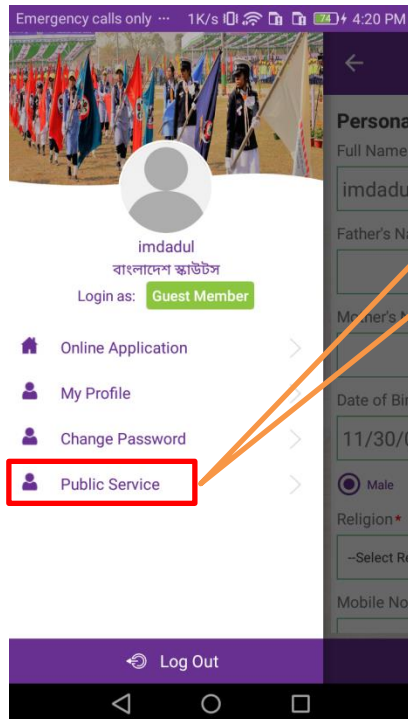 Emergency calls only ... 1K/s 74 4:20 PM
imdadul
বাংলাদেশ স্কাউটস
Login as: Guest Member
Online Application
My Profile
Change Password
Public Service
Log Out
Persona
Full Name
imdadu
Father's Na
Mother's N
Date of Bir
11/30/0
Male
Religion*
--Select Re
Mobile No